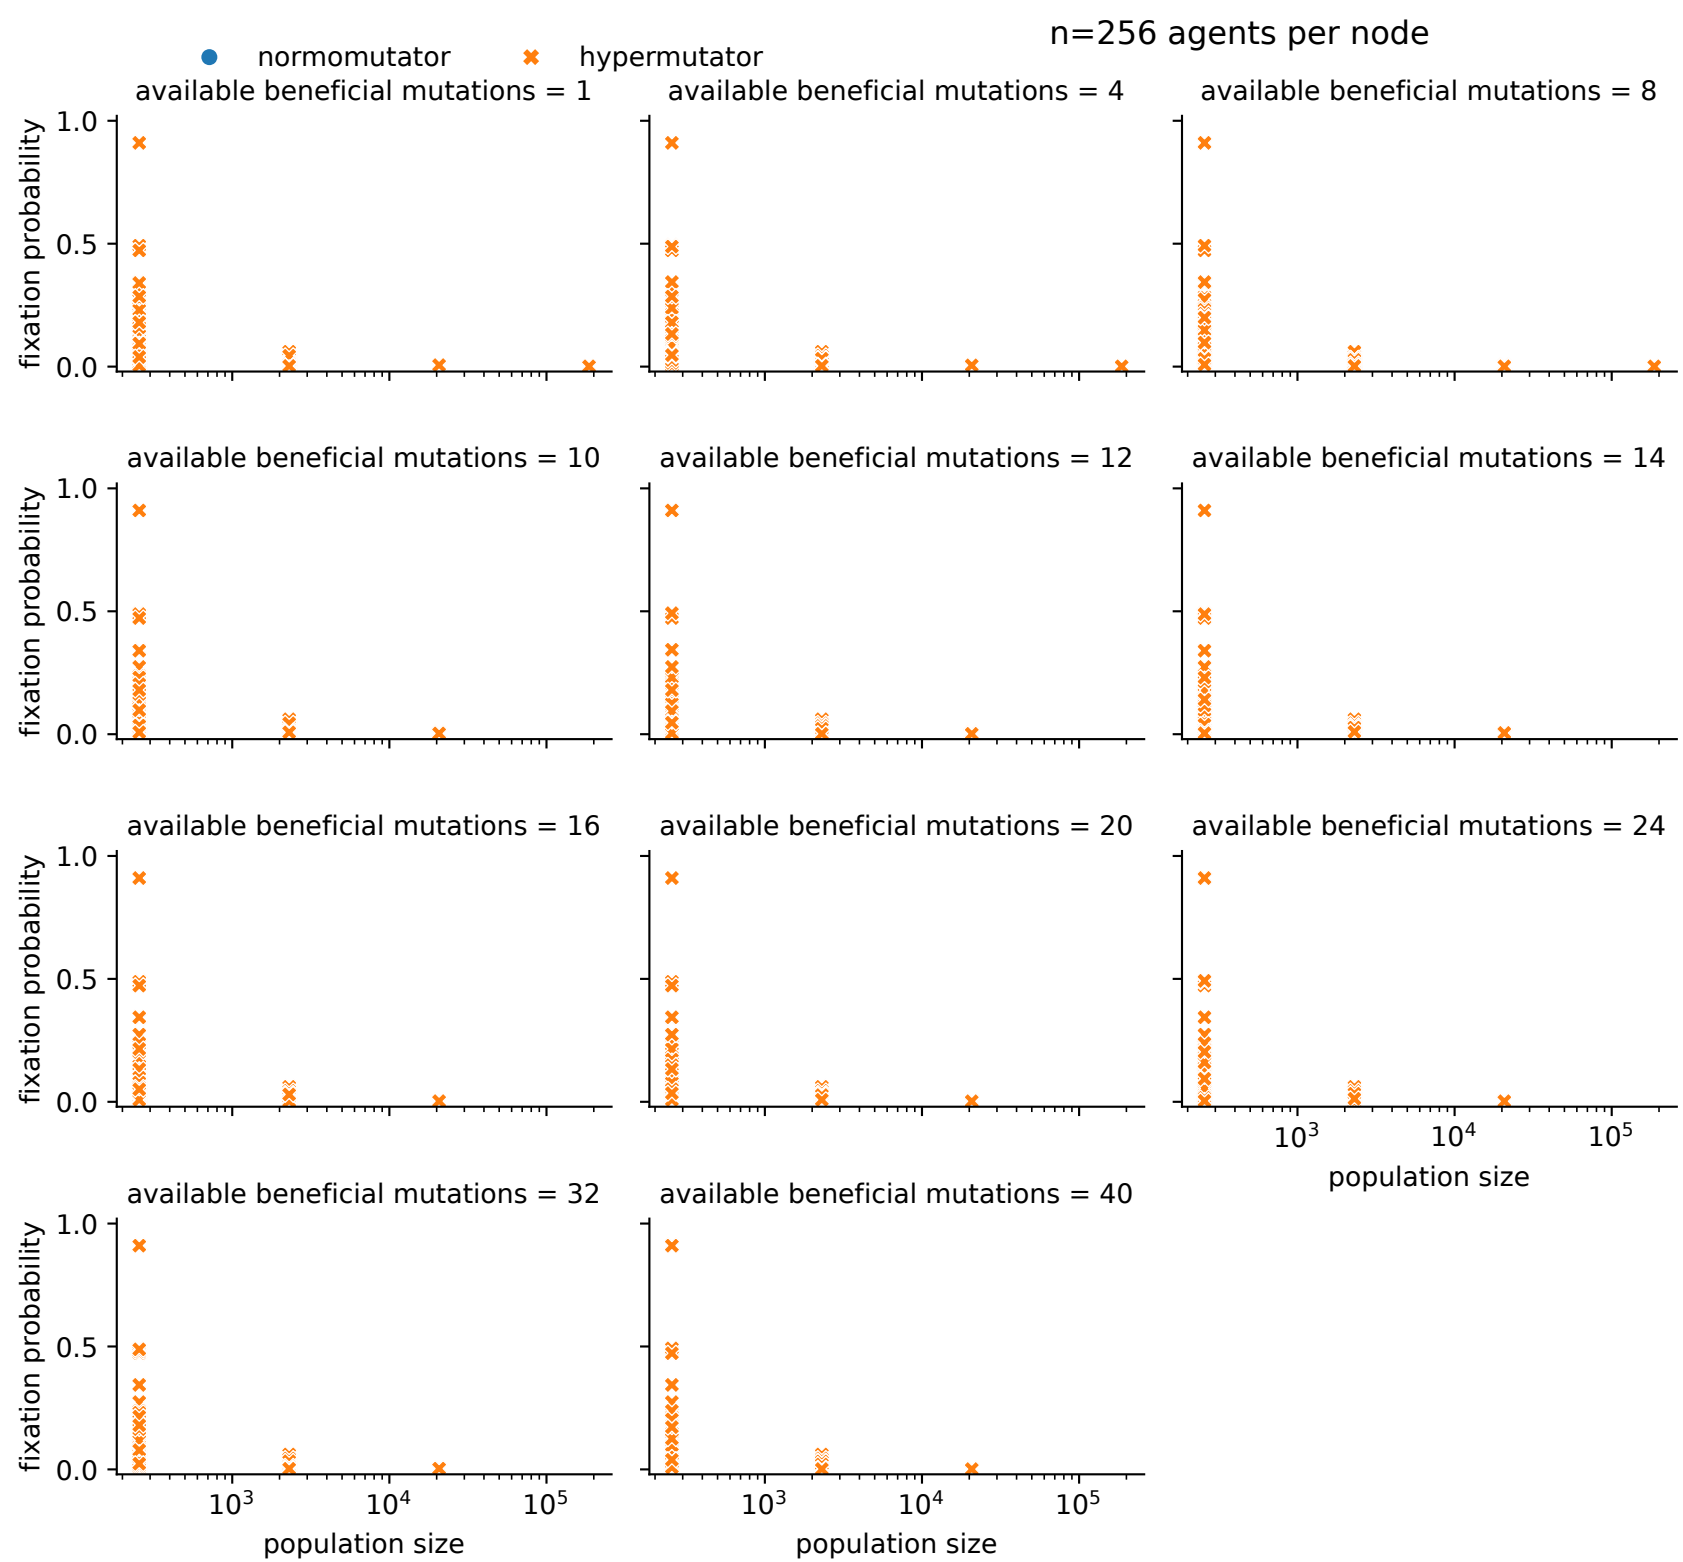 n=256 agents per node
normomutator hypermutator
available beneficial mutations = 1 available beneficial mutations = 4 available beneficial mutations = 8
fixation probability
1.0
0.5
0.0
available beneficial mutations = 10 available beneficial mutations = 12 available beneficial mutations = 14
fixation probability
1.0
0.5
0.0
available beneficial mutations = 16 available beneficial mutations = 20 available beneficial mutations = 24
fixation probability
1.0
0.5
0.0
10³ 10⁴ 10⁵
population size
available beneficial mutations = 32 available beneficial mutations = 40
fixation probability
1.0
0.5
0.0
10³ 10⁴ 10⁵ 10³ 10⁴ 10⁵
population size population size